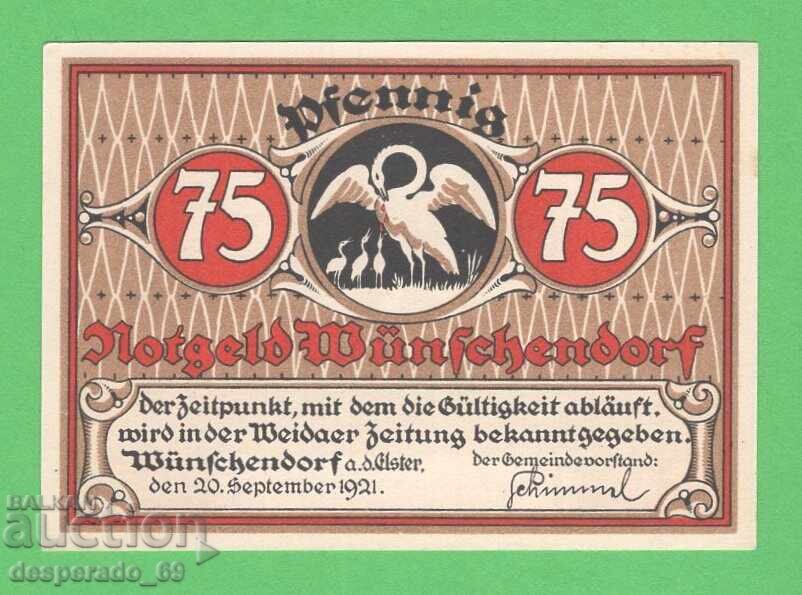 Pfennig
75 75
Notgeld Wünschendorf
der Zeitpunkt, mit dem die Gültigkeit abläuft,
wird in der Weidaer Zeitung bekanntgegeben.
Wünschendorf a.d. Elster, der Gemeindevorstand:
den 20. September 1921. Schimmel
BALKAN
auction
desperado_69